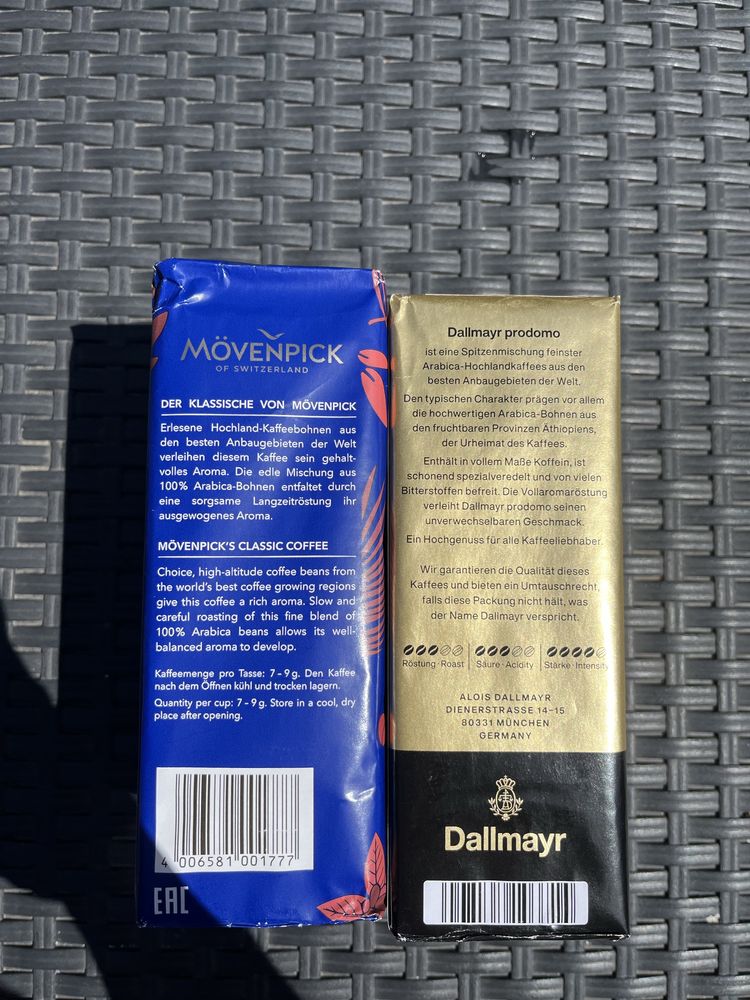 MÖVENPICK
OF SWITZERLAND
DER KLASSISCHE VON MÖVENPICK
Erlesene Hochland-Kaffeebohnen aus
den besten Anbaugebieten der Welt
verleihen diesem Kaffee sein gehalt-
volles Aroma. Die edle Mischung aus
100% Arabica-Bohnen entfaltet durch
eine sorgsame Langzeitröstung ihr
ausgewogenes Aroma.
MÖVENPICK'S CLASSIC COFFEE
Choice, high-altitude coffee beans from
the world's best coffee growing regions
give this coffee a rich aroma. Slow and
careful roasting of this fine blend of
100% Arabica beans allows its well-
balanced aroma to develop.
Kaffeemenge pro Tasse: 7 – 9 g. Den Kaffee
nach dem Öffnen kühl und trocken lagern.
Quantity per cup: 7 – 9 g. Store in a cool, dry
place after opening.
4 006581 001777
EAC
Dallmayr prodomo
ist eine Spitzenmischung feinster
Arabica-Hochlandkaffees aus den
besten Anbaugebieten der Welt.
Den typischen Charakter prägen vor allem
die hochwertigen Arabica-Bohnen aus
den fruchtbaren Provinzen Äthiopiens,
der Urheimat des Kaffees.
Enthält in vollem Maße Koffein, ist
schonend spezialveredelt und von vielen
Bitterstoffen befreit. Die Vollaromaröstung
verleiht Dallmayr prodomo seinen
unverwechselbaren Geschmack.
Ein Hochgenuss für alle Kaffeeliebhaber.
Wir garantieren die Qualität dieses
Kaffees und bieten ein Umtauschrecht,
falls diese Packung nicht hält, was
der Name Dallmayr verspricht.
Röstung · Roast Säure · Acidity Stärke · Intensity
ALOIS DALLMAYR
DIENERSTRASSE 14–15
80331 MÜNCHEN
GERMANY
Dallmayr